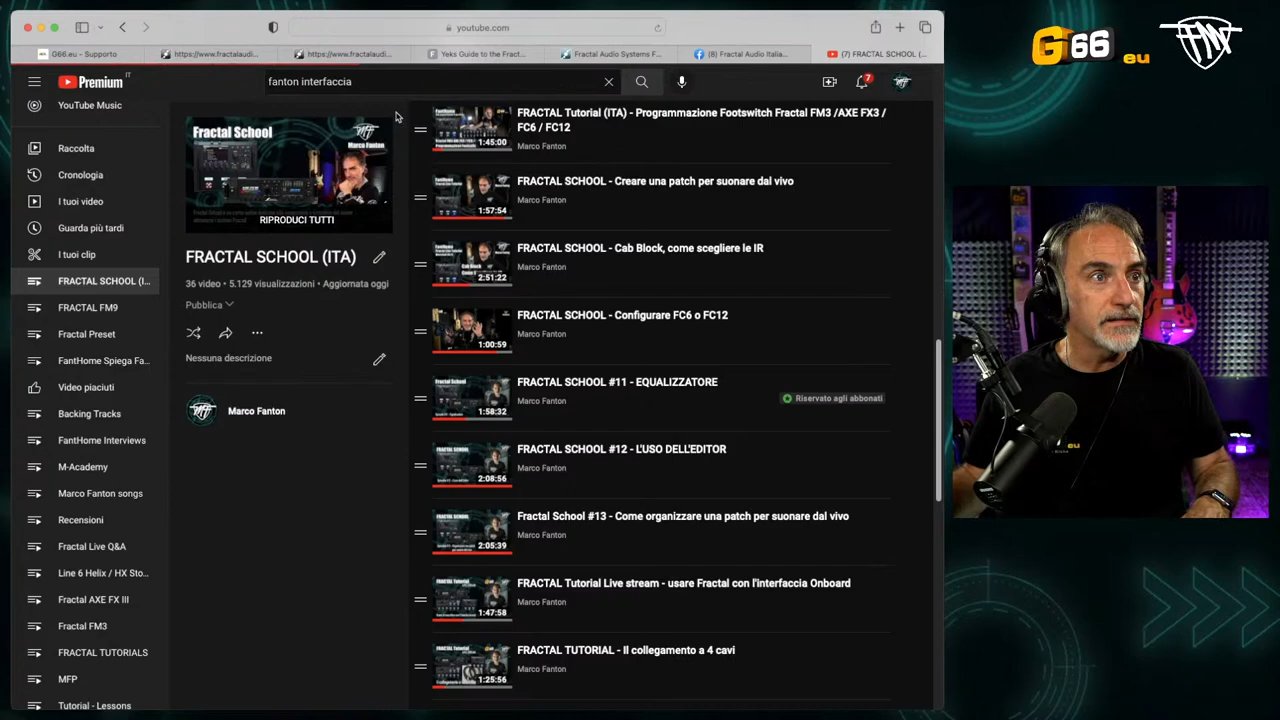 youtube.com
G66.eu - Supporto
https://www.fractalaudi...
https://www.fractalaudi...
Yeks Guide to the Fract...
Fractal Audio Systems F...
(8) Fractal Audio Italia...
(7) FRACTAL SCHOOL (...
G66.eu
Premium IT
fanton interfaccia
7
YouTube Music
Raccolta
Cronologia
I tuoi video
Guarda più tardi
I tuoi clip
FRACTAL SCHOOL (I...
FRACTAL FM9
Fractal Preset
FantHome Spiega Fa...
Video piaciuti
Backing Tracks
FantHome Interviews
M-Academy
Marco Fanton songs
Recensioni
Fractal Live Q&A
Line 6 Helix / HX Sto...
Fractal AXE FX III
Fractal FM3
FRACTAL TUTORIALS
MFP
Tutorial - Lessons
Fractal School
Marco Fanton
RIPRODUCI TUTTI
FRACTAL SCHOOL (ITA)
36 video • 5.129 visualizzazioni • Aggiornata oggi
Pubblica
Nessuna descrizione
Marco Fanton
1:45:00
FRACTAL Tutorial (ITA) - Programmazione Footswitch Fractal FM3 /AXE FX3 /
FC6 / FC12
Marco Fanton
1:57:54
FRACTAL SCHOOL - Creare una patch per suonare dal vivo
Marco Fanton
2:51:22
FRACTAL SCHOOL - Cab Block, come scegliere le IR
Marco Fanton
1:00:59
FRACTAL SCHOOL - Configurare FC6 o FC12
Marco Fanton
1:58:32
FRACTAL SCHOOL #11 - EQUALIZZATORE
Marco Fanton
Riservato agli abbonati
2:08:56
FRACTAL SCHOOL #12 - L'USO DELL'EDITOR
Marco Fanton
2:05:39
Fractal School #13 - Come organizzare una patch per suonare dal vivo
Marco Fanton
1:47:58
FRACTAL Tutorial Live stream - usare Fractal con l'interfaccia Onboard
Marco Fanton
1:25:56
FRACTAL TUTORIAL - Il collegamento a 4 cavi
Marco Fanton
eu